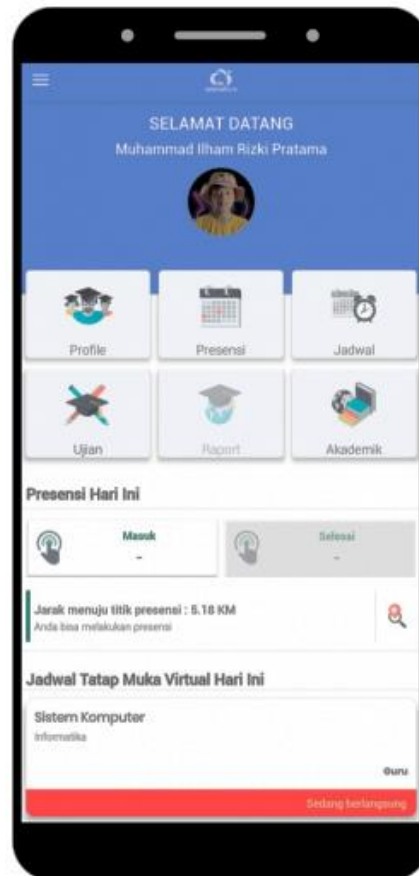 SELAMAT DATANG
Muhammad Ilham Rizki Pratama
Profile
Presensi
Jadwal
Ujian
Raport
Akademik
Presensi Hari Ini
Masuk
-
Selesai
-
Jarak menuju titik presensi : 5.18 KM
Anda bisa melakukan presensi
Jadwal Tatap Muka Virtual Hari Ini
Sistem Komputer
Informatika
Guru
Sedang berlangsung